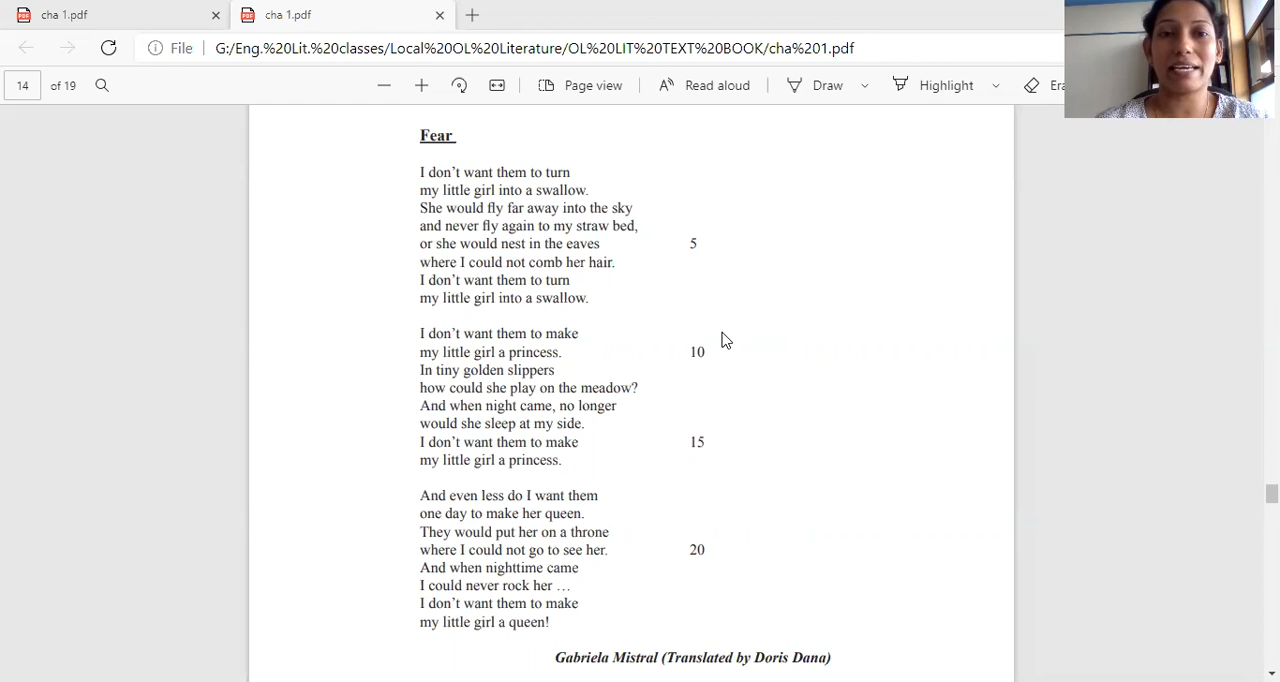 cha 1.pdf
cha 1.pdf
File G:/Eng.%20Lit.%20classes/Local%20OL%20Literature/OL%20LIT%20TEXT%20BOOK/cha%201.pdf
14 of 19 Page view Read aloud Draw Highlight Era
Fear
I don’t want them to turn
my little girl into a swallow.
She would fly far away into the sky
and never fly again to my straw bed,
or she would nest in the eaves 5
where I could not comb her hair.
I don’t want them to turn
my little girl into a swallow.
I don’t want them to make
my little girl a princess. 10
In tiny golden slippers
how could she play on the meadow?
And when night came, no longer
would she sleep at my side.
I don’t want them to make 15
my little girl a princess.
And even less do I want them
one day to make her queen.
They would put her on a throne
where I could not go to see her. 20
And when nighttime came
I could never rock her …
I don’t want them to make
my little girl a queen!
Gabriela Mistral (Translated by Doris Dana)